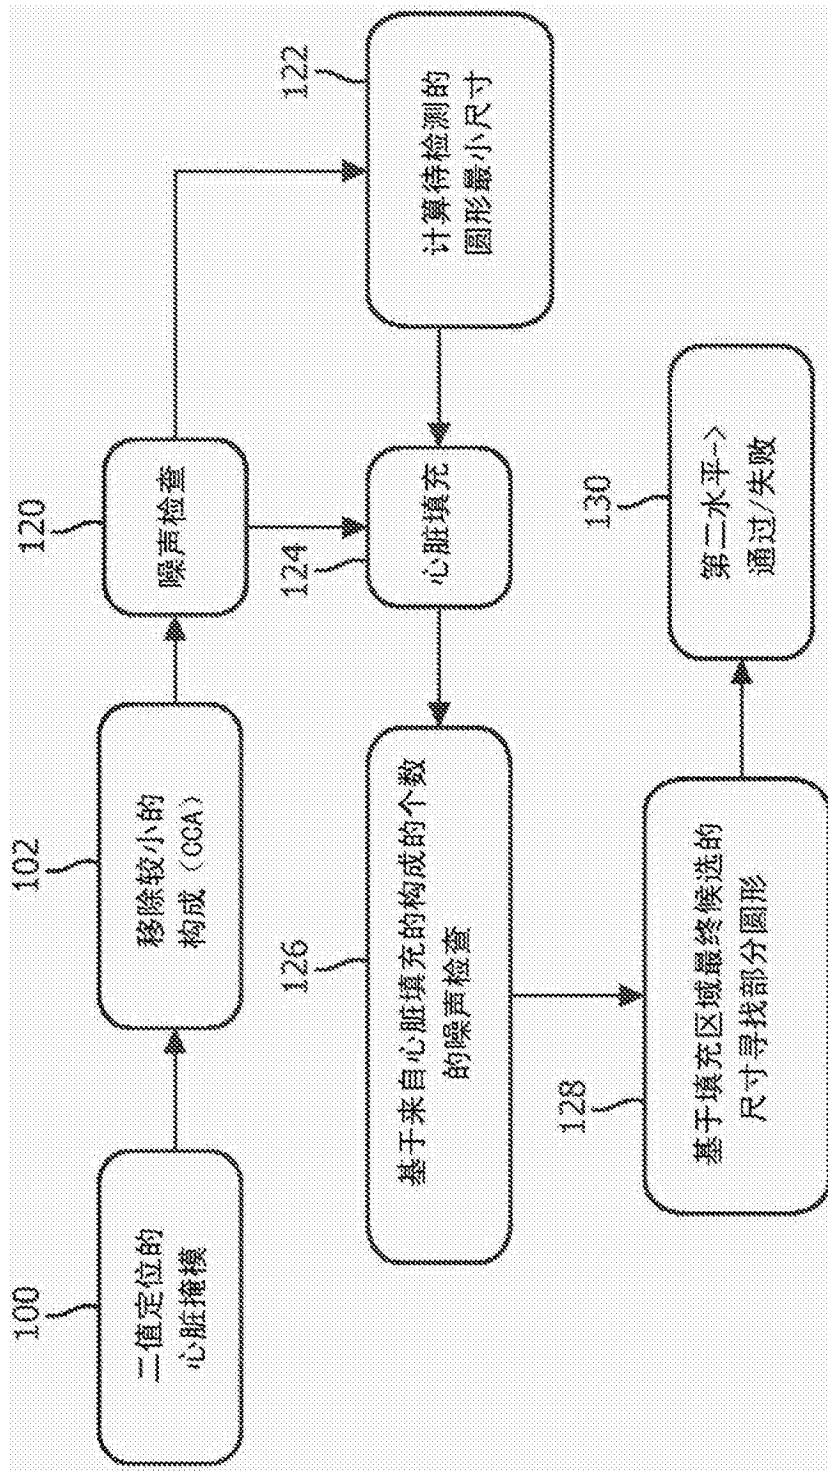 100
二值定位的
心脏掩模
102
移除较小的
构成（CCA）
120
噪声检查
122
计算待检测的
圆形最小尺寸
124
心脏填充
126
基于来自心脏填充的构成的个数
的噪声检查
128
基于填充区域最终候选的
尺寸寻找部分圆形
130
第二水平->
通过/失败